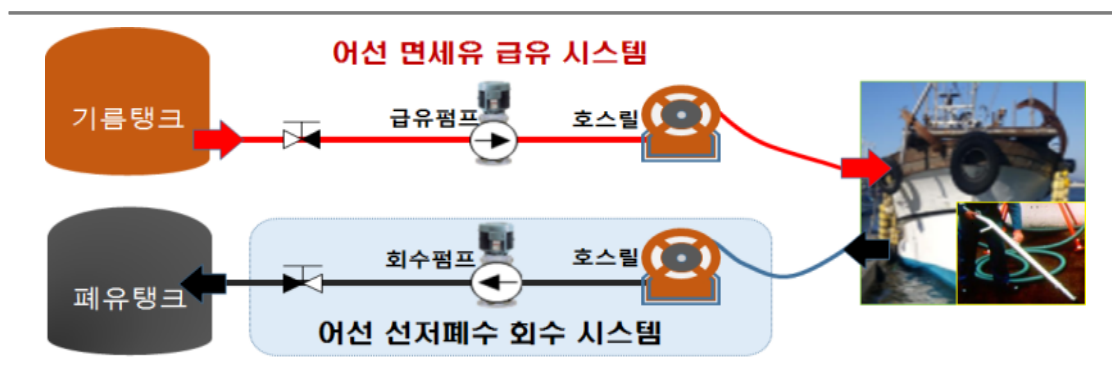 어선 면세유 급유 시스템
기름탱크
급유펌프
호스릴
폐유탱크
회수펌프
호스릴
어선 선저폐수 회수 시스템